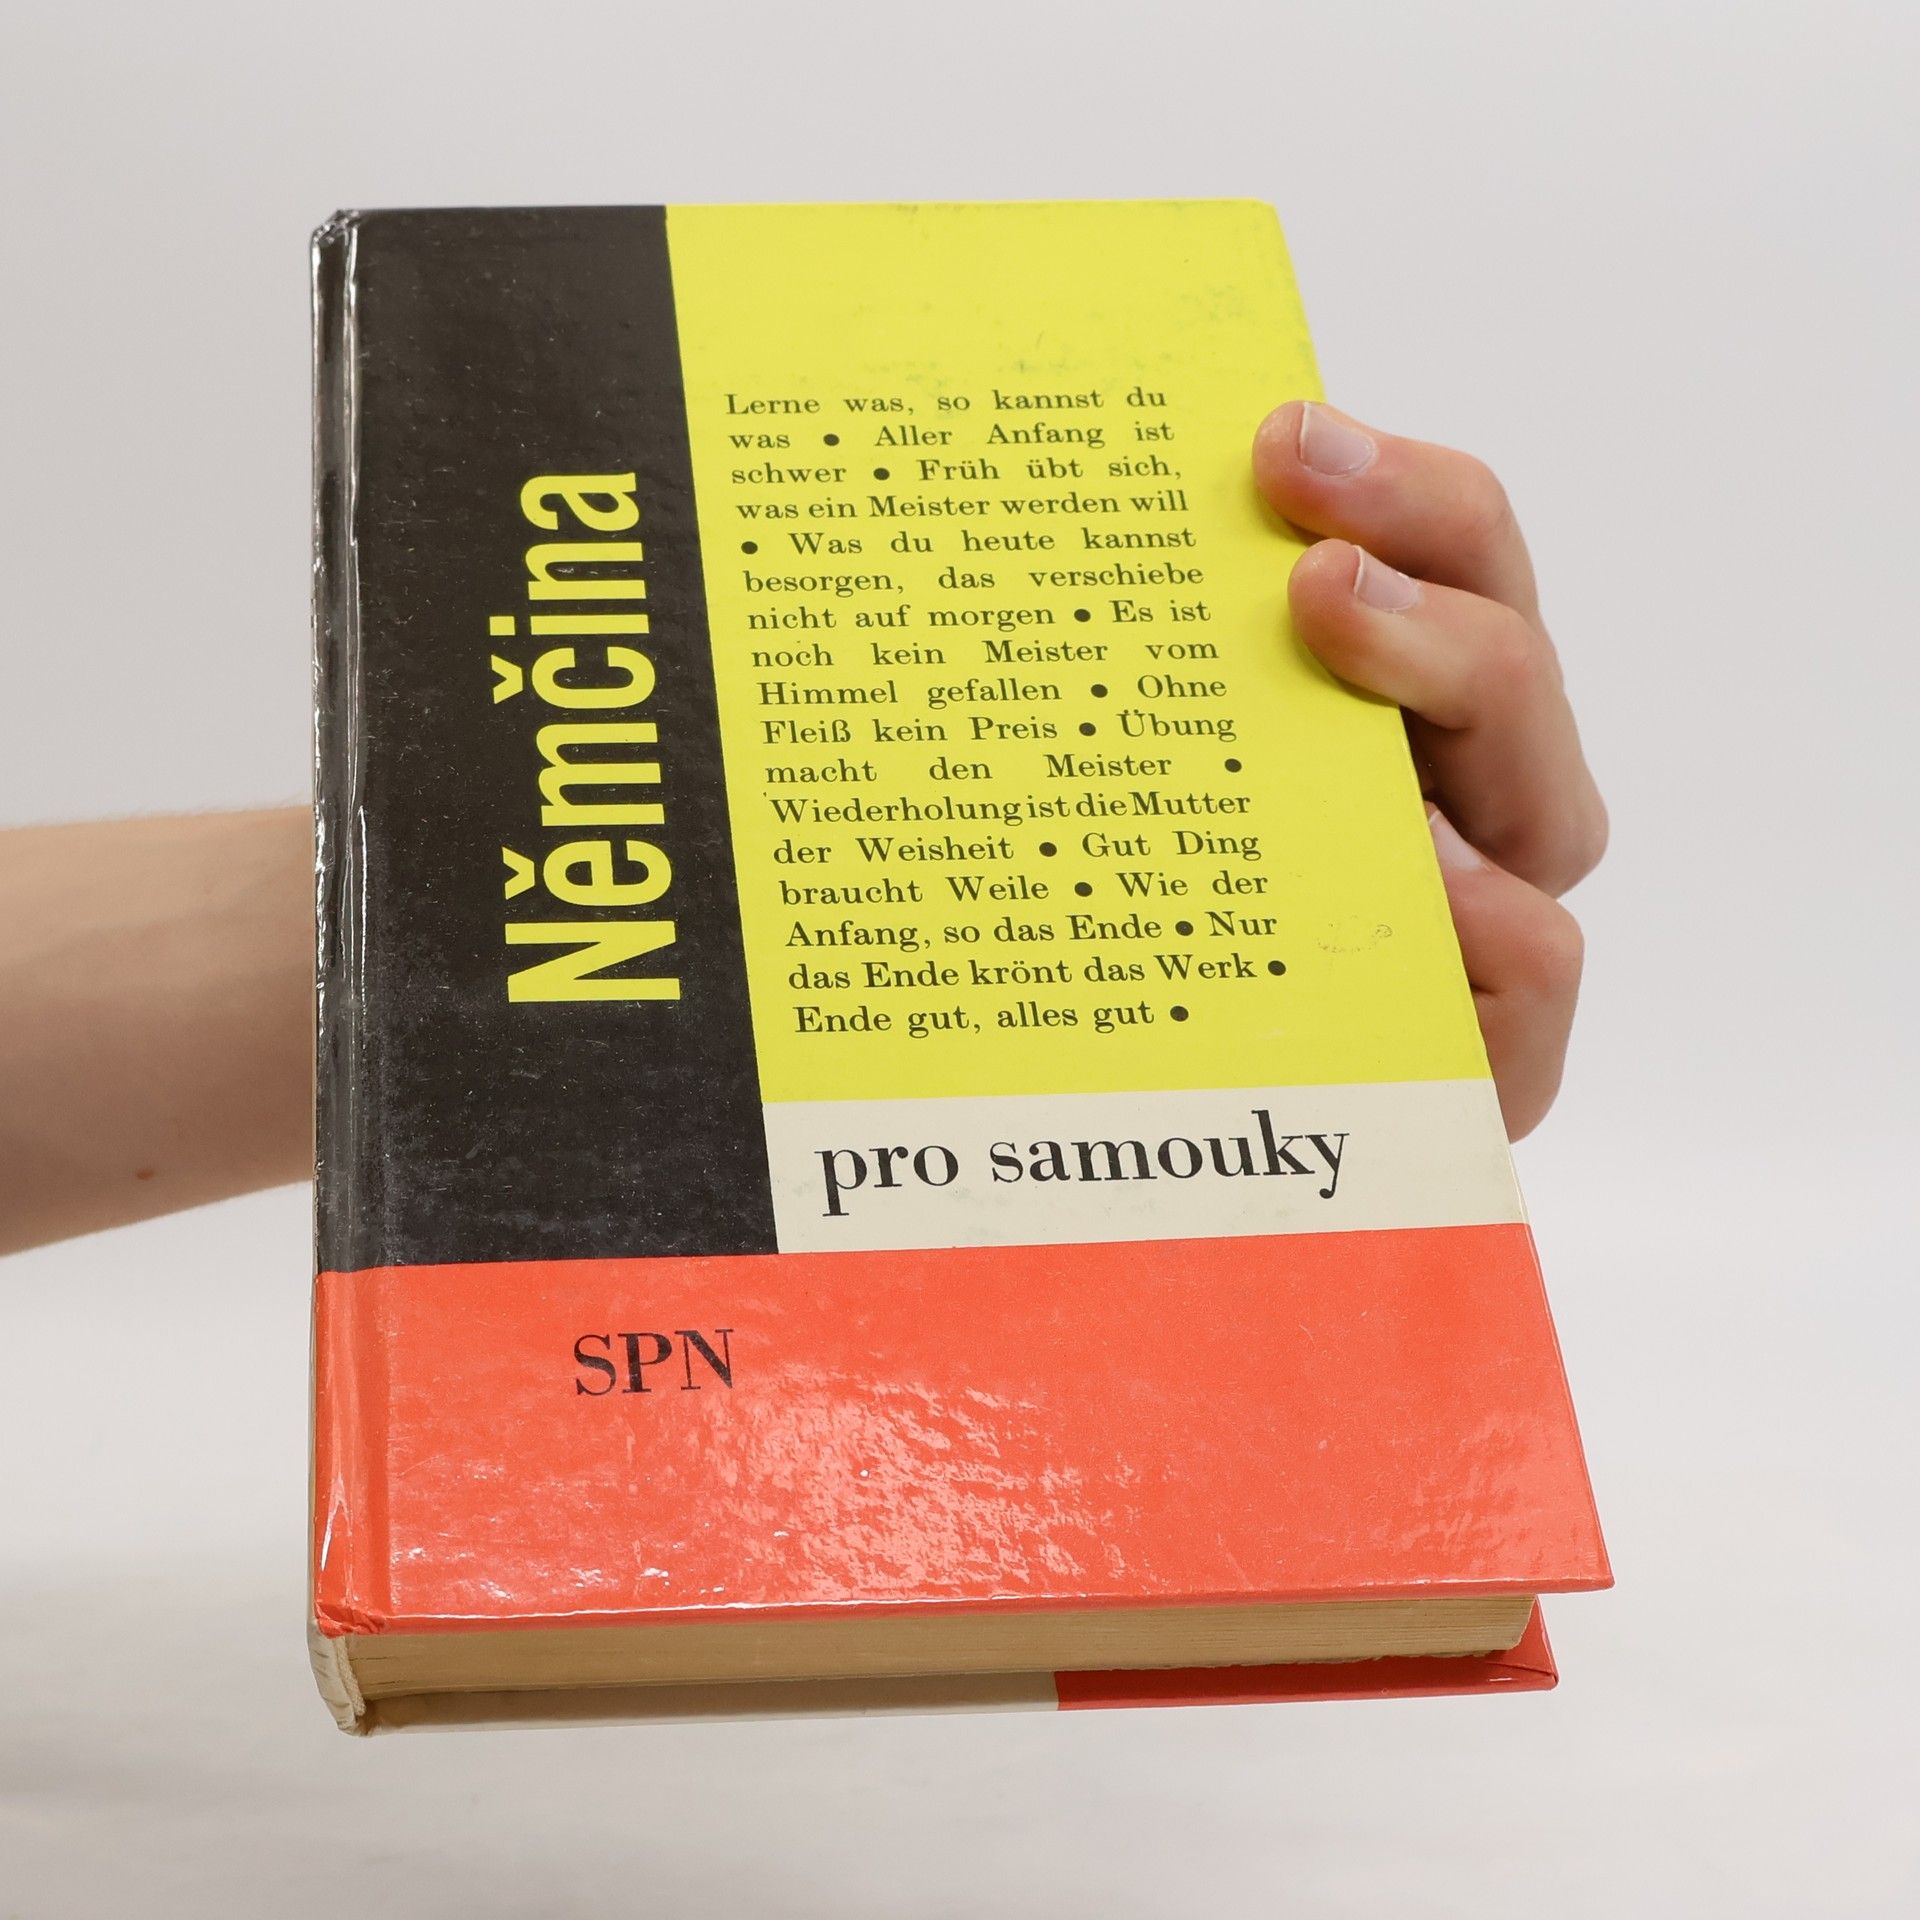 Němčina
Lerne was, so kannst du
was ● Aller Anfang ist
schwer ● Früh übt sich,
was ein Meister werden will
● Was du heute kannst
besorgen, das verschiebe
nicht auf morgen ● Es ist
noch kein Meister vom
Himmel gefallen ● Ohne
Fleiß kein Preis ● Übung
macht den Meister ●
Wiederholung ist die Mutter
der Weisheit ● Gut Ding
braucht Weile ● Wie der
Anfang, so das Ende ● Nur
das Ende krönt das Werk ●
Ende gut, alles gut ●
pro samouky
SPN